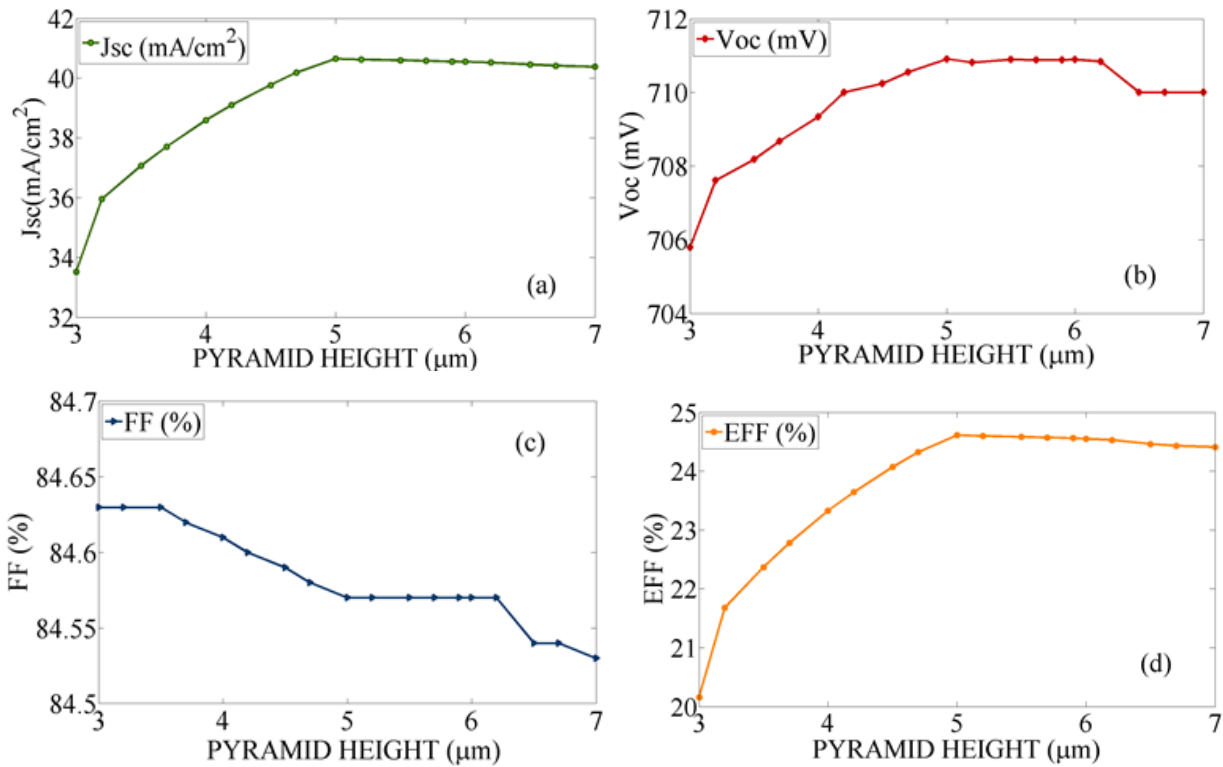 42
40
38
36
34
32
Jsc(mA/cm²)
Jsc (mA/cm²)
(a)
3 4 5 6 7
PYRAMID HEIGHT (μm)
712
710
708
706
704
Voc (mV)
Voc (mV)
(b)
3 4 5 6 7
PYRAMID HEIGHT (μm)
84.7
84.65
84.6
84.55
84.5
FF (%)
FF (%)
(c)
3 4 5 6 7
PYRAMID HEIGHT (μm)
25
24
23
22
21
20
EFF (%)
EFF (%)
(d)
3 4 5 6 7
PYRAMID HEIGHT (μm)